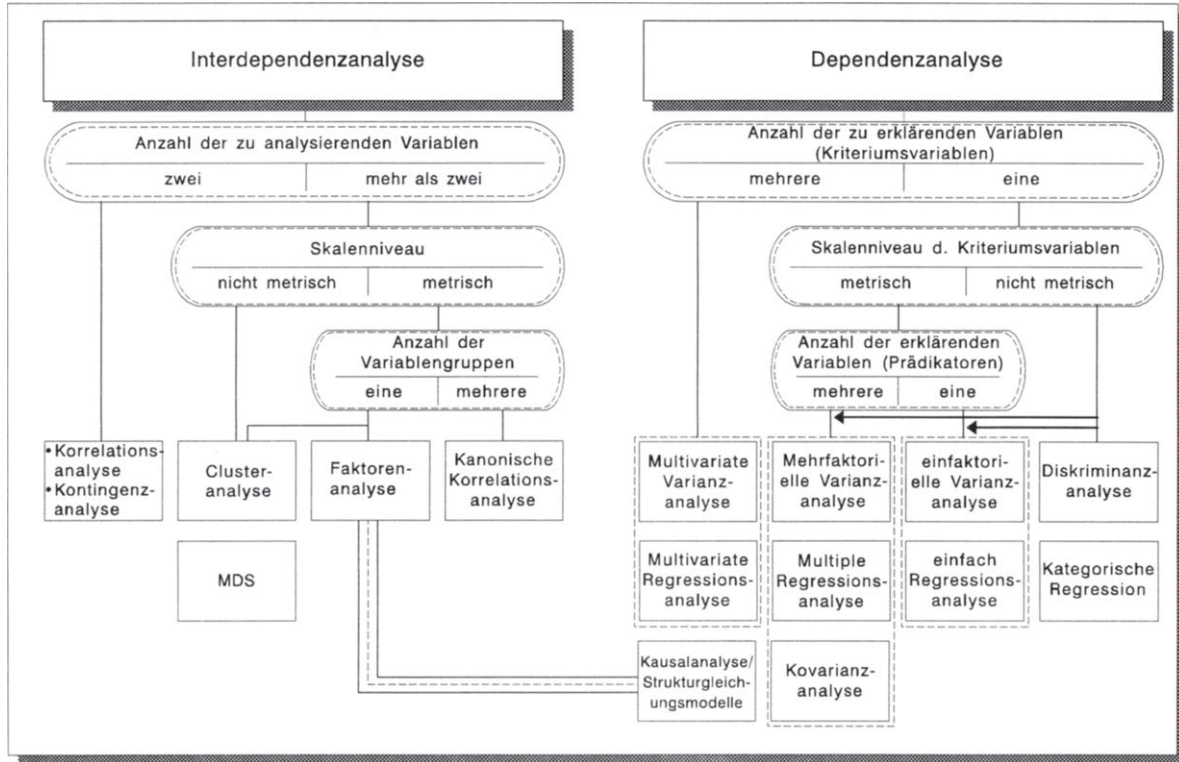 Interdependenzanalyse
Anzahl der zu analysierenden Variablen
zwei
mehr als zwei
Skalenniveau
nicht metrisch
metrisch
Anzahl der
Variablengruppen
eine
mehrere
•Korrelations-
analyse
•Kontingenz-
analyse
Cluster-
analyse
Faktoren-
analyse
Kanonische
Korrelations-
analyse
MDS
Dependenzanalyse
Anzahl der zu erklärenden Variablen
(Kriteriumsvariablen)
mehrere
eine
Skalenniveau d. Kriteriumsvariablen
metrisch
nicht metrisch
Anzahl der erklärenden
Variablen (Prädikatoren)
mehrere
eine
Multivariate
Varianz-
analyse
Mehrfaktori-
elle Varianz-
analyse
einfaktori-
elle Varianz-
analyse
Diskriminanz-
analyse
Multivariate
Regressions-
analyse
Multiple
Regressions-
analyse
einfach
Regressions-
analyse
Kategorische
Regression
Kausalanalyse/
Strukturgleich-
ungsmodelle
Kovarianz-
analyse